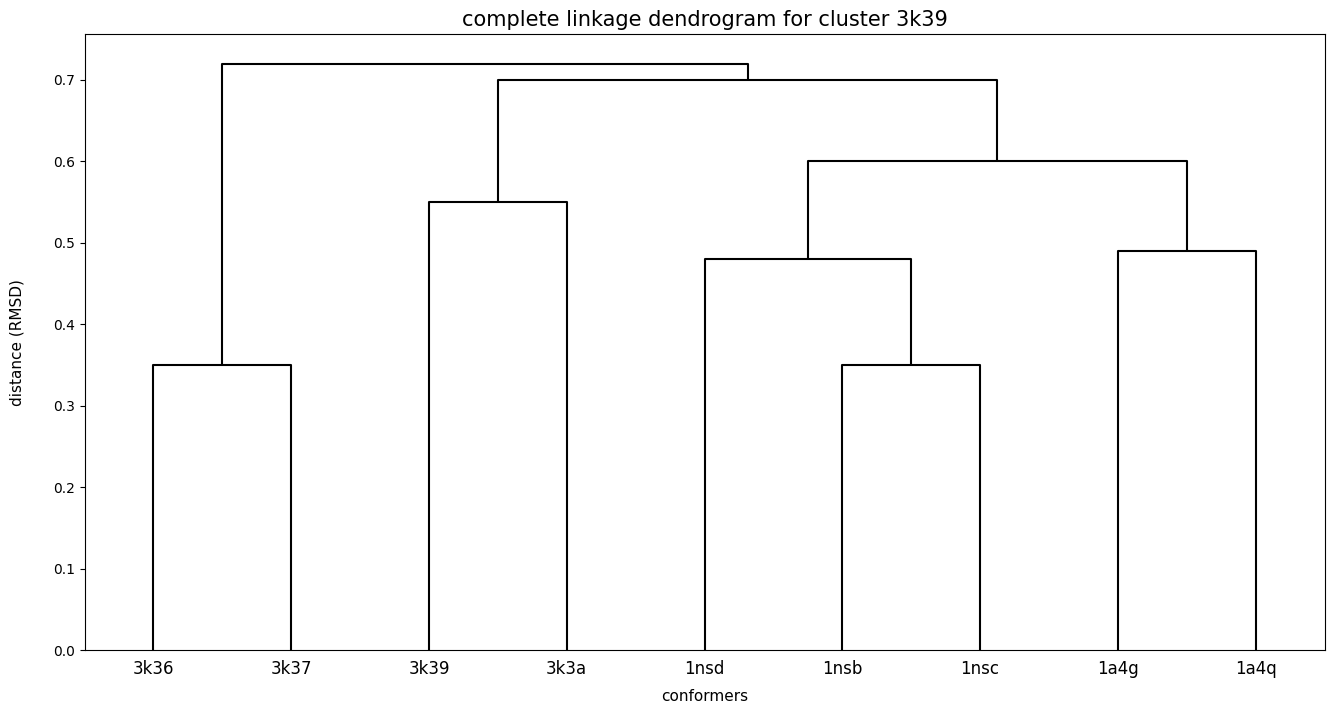 complete linkage dendrogram for cluster 3k39
distance (RMSD)
0.7
0.6
0.5
0.4
0.3
0.2
0.1
0.0
3k36 3k37 3k39 3k3a 1nsd 1nsb 1nsc 1a4g 1a4q
conformers